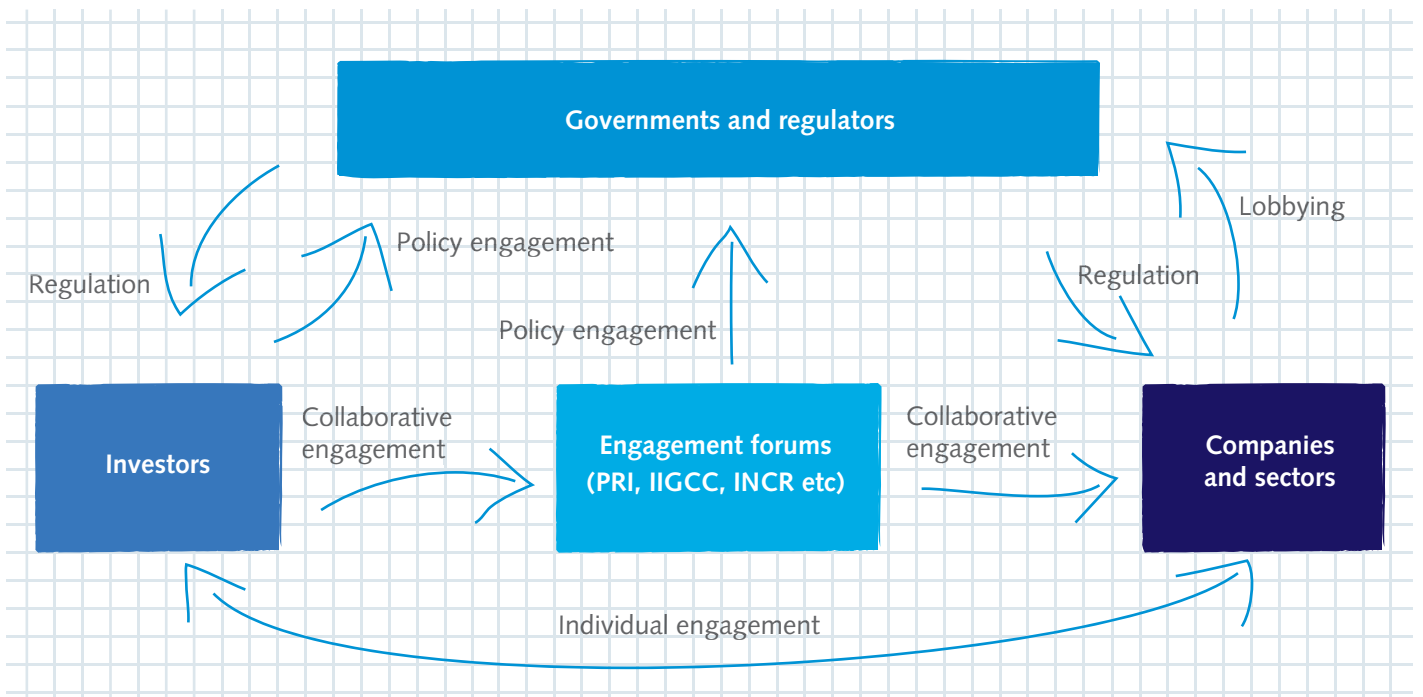 Governments and regulators
Lobbying
Policy engagement
Regulation
Regulation
Policy engagement
Collaborative
engagement
Collaborative
engagement
Investors
Engagement forums
(PRI, IIGCC, INCR etc)
Companies
and sectors
Individual engagement